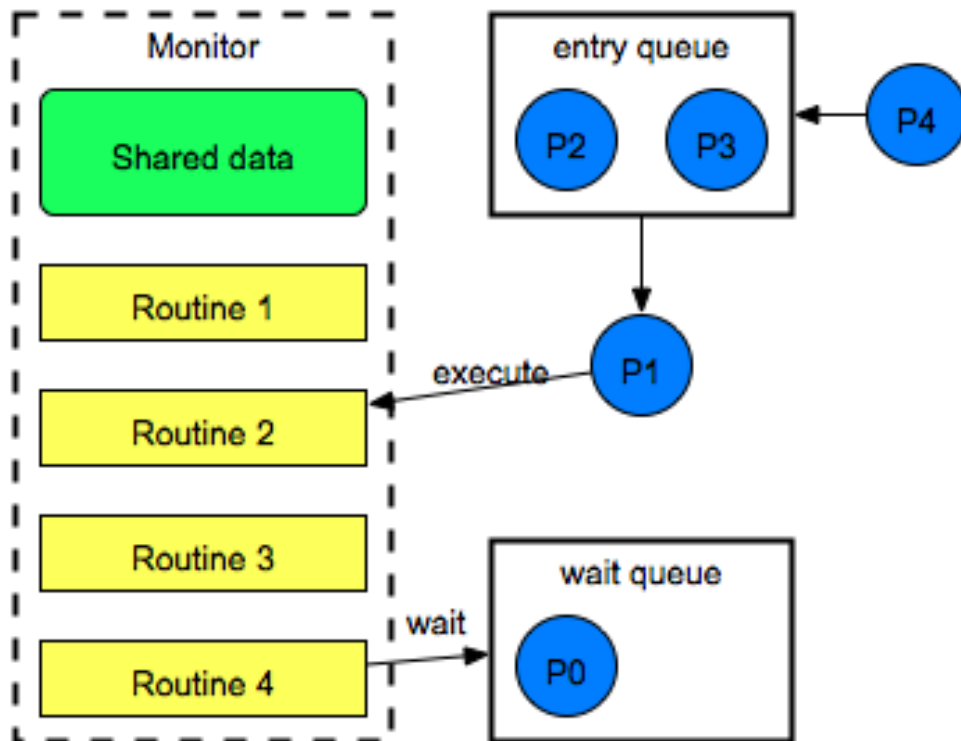 Monitor
Shared data
Routine 1
Routine 2
Routine 3
Routine 4
entry queue
P2
P3
P4
P1
execute
wait
wait queue
P0